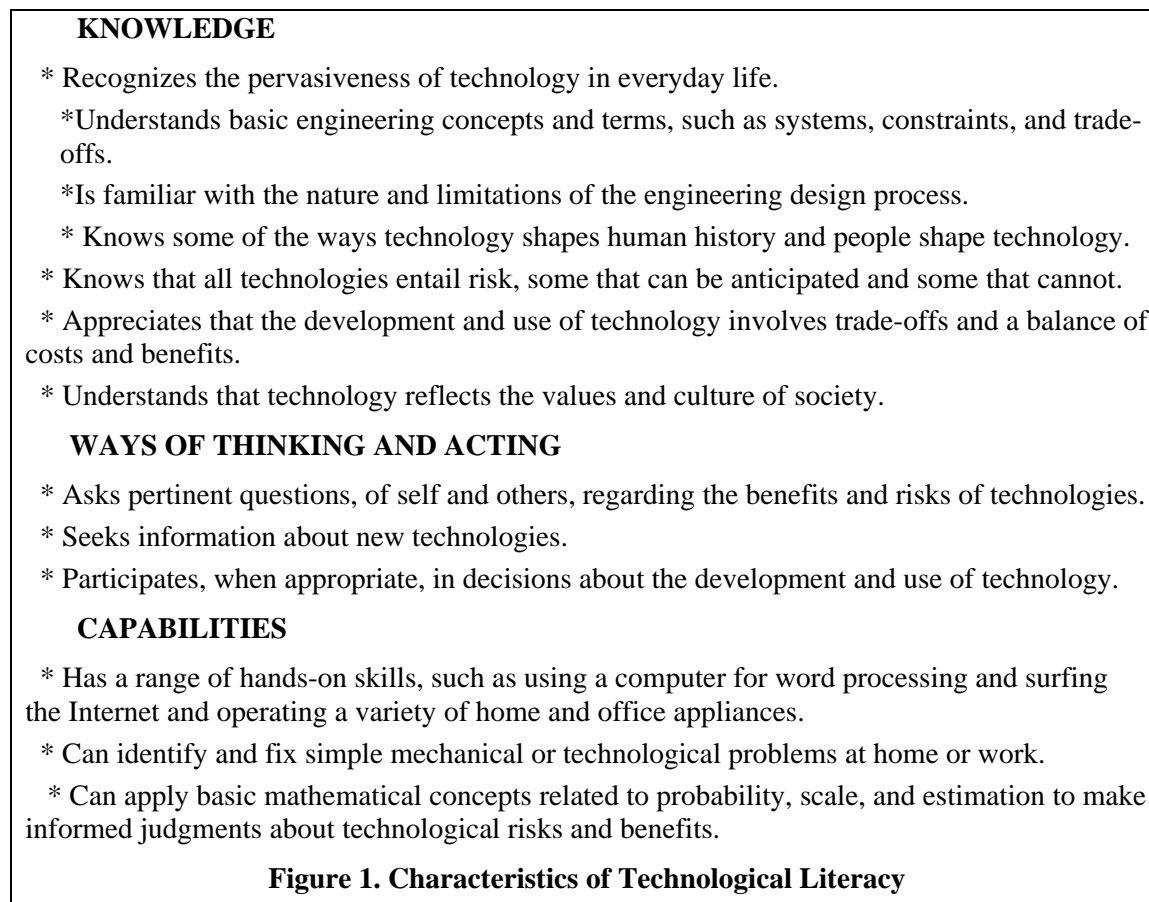 KNOWLEDGE
* Recognizes the pervasiveness of technology in everyday life.
*Understands basic engineering concepts and terms, such as systems, constraints, and trade-
offs.
*Is familiar with the nature and limitations of the engineering design process.
* Knows some of the ways technology shapes human history and people shape technology.
* Knows that all technologies entail risk, some that can be anticipated and some that cannot.
* Appreciates that the development and use of technology involves trade-offs and a balance of
costs and benefits.
* Understands that technology reflects the values and culture of society.
WAYS OF THINKING AND ACTING
* Asks pertinent questions, of self and others, regarding the benefits and risks of technologies.
* Seeks information about new technologies.
* Participates, when appropriate, in decisions about the development and use of technology.
CAPABILITIES
* Has a range of hands-on skills, such as using a computer for word processing and surfing
the Internet and operating a variety of home and office appliances.
* Can identify and fix simple mechanical or technological problems at home or work.
* Can apply basic mathematical concepts related to probability, scale, and estimation to make
informed judgments about technological risks and benefits.
Figure 1. Characteristics of Technological Literacy